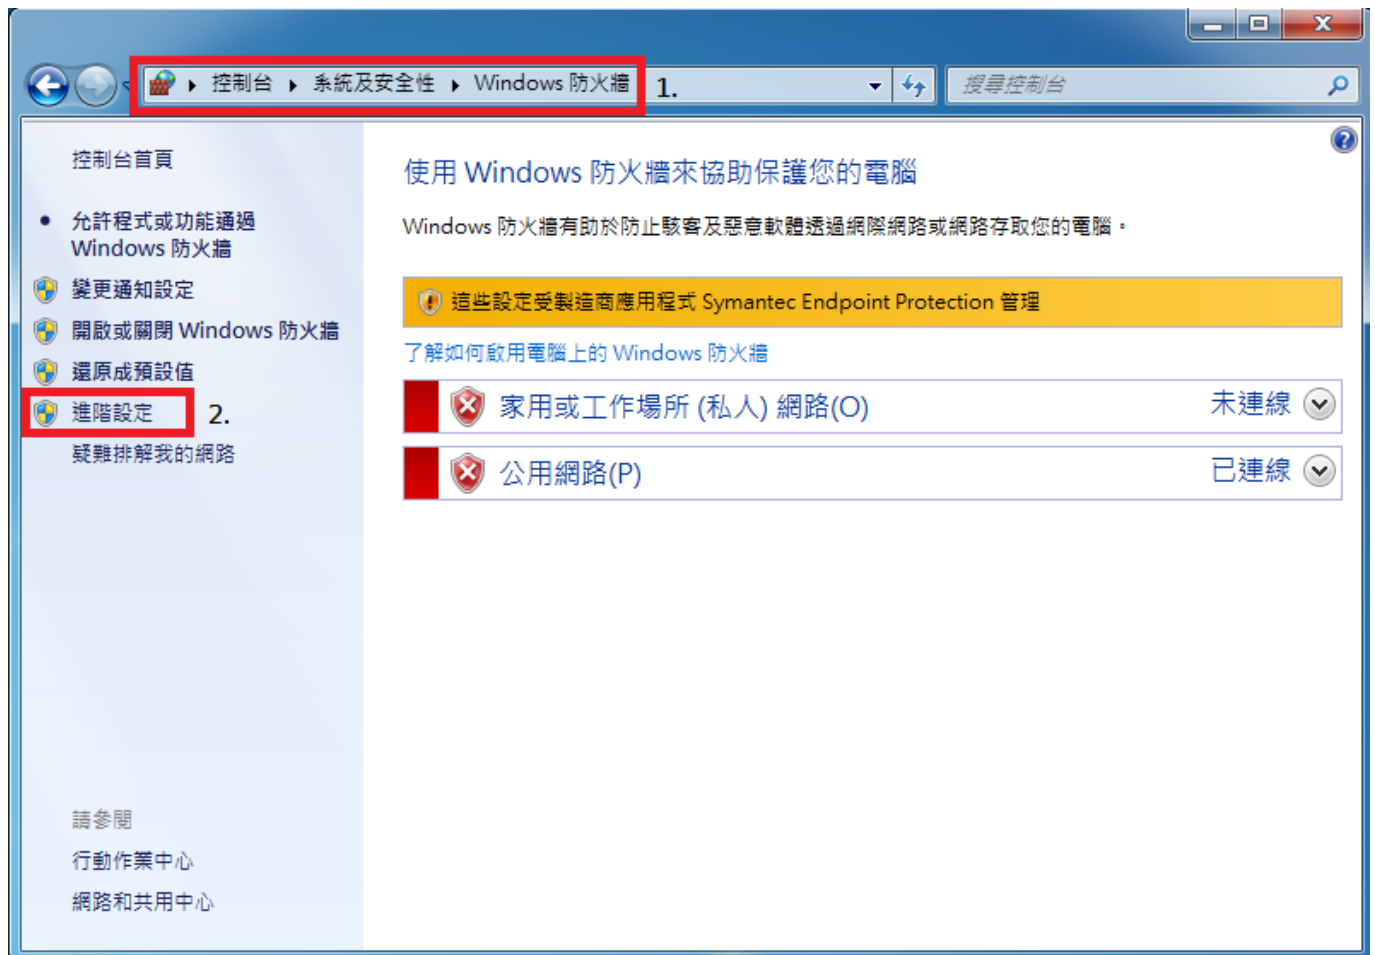 控制台 ▸ 系統及安全性 ▸ Windows 防火牆
1.
搜尋控制台
控制台首頁
允許程式或功能通過
Windows 防火牆
變更通知設定
開啟或關閉 Windows 防火牆
還原成預設值
進階設定
2.
疑難排解我的網路
請參閱
行動作業中心
網路和共用中心
使用 Windows 防火牆來協助保護您的電腦
Windows 防火牆有助於防止駭客及惡意軟體透過網際網路或網路存取您的電腦。
這些設定受製造商應用程式 Symantec Endpoint Protection 管理
了解如何啟用電腦上的 Windows 防火牆
家用或工作場所 (私人) 網路(O)
未連線
公用網路(P)
已連線